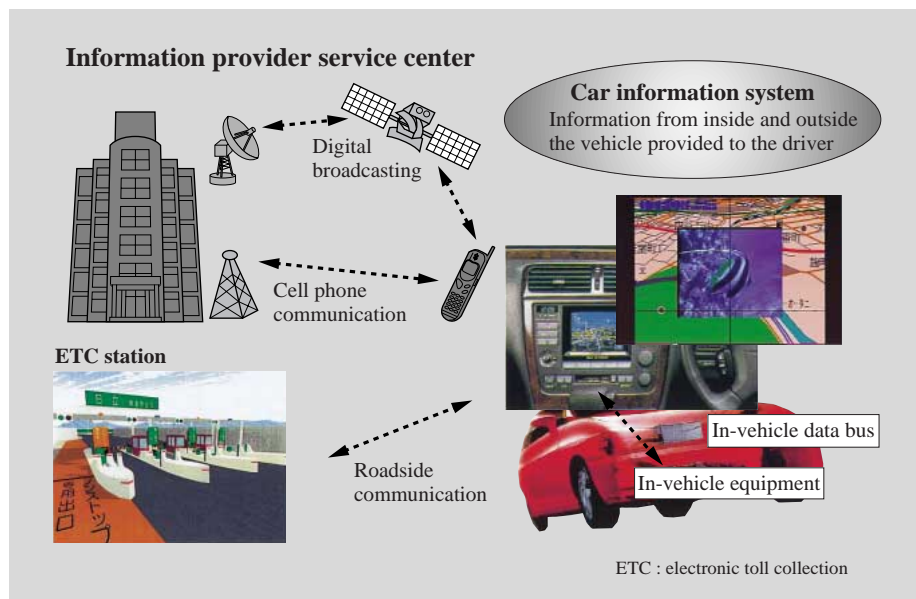 Information provider service center
Car information system
Information from inside and outside
the vehicle provided to the driver
Digital
broadcasting
Cell phone
communication
ETC station
日立
Roadside
communication
In-vehicle data bus
In-vehicle equipment
ETC : electronic toll collection